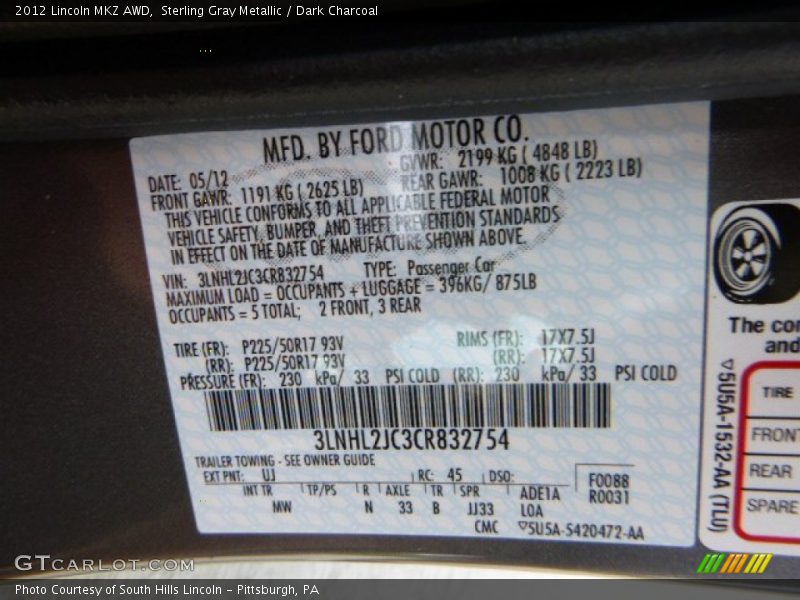 2012 Lincoln MKZ AWD,  Sterling Gray Metallic / Dark Charcoal
MFD. BY FORD MOTOR CO.
DATE: 05/12 GVWR: 2199 KG ( 4848 LB)
FRONT GAWR: 1191 KG ( 2625 LB) REAR GAWR: 1008 KG ( 2223 LB)
THIS VEHICLE CONFORMS TO ALL APPLICABLE FEDERAL MOTOR
VEHICLE SAFETY, BUMPER, AND THEFT PREVENTION STANDARDS
IN EFFECT ON THE DATE OF MANUFACTURE SHOWN ABOVE.
VIN: 3LNHL2JC3CR832754 TYPE: Passenger Car
MAXIMUM LOAD = OCCUPANTS + LUGGAGE = 396KG/ 875LB
OCCUPANTS = 5 TOTAL; 2 FRONT, 3 REAR
TIRE (FR): P225/50R17 93V RIMS (FR): 17X7.5J
(RR): P225/50R17 93V (RR): 17X7.5J
PRESSURE (FR): 230 kPa/ 33 PSI COLD (RR): 230 kPa/ 33 PSI COLD
3LNHL2JC3CR832754
TRAILER TOWING - SEE OWNER GUIDE
EXT PNT: UJ RC: 45 DSO: F0088
INT TR TP/PS R AXLE TR SPR ADE1A R0031
MW N 33 B JJ33 LOA
CMC ▽5U5A-5420472-AA
The co
and
▽5U5A-1532-AA (TLU)
TIRE
FRONT
REAR
SPARE
GTCARLOT.COM
Photo Courtesy of South Hills Lincoln - Pittsburgh, PA